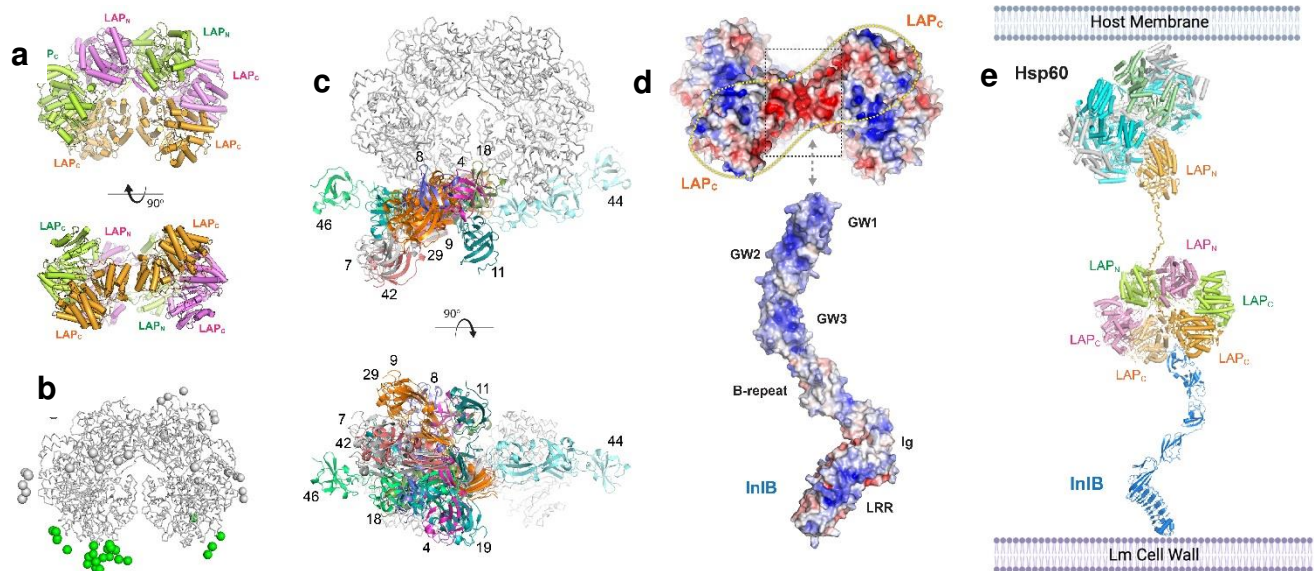 a
LAPN
LAPN
PC
LAPC
LAPC
LAPC
90°
LAPC
LAPN
LAPC
LAPC
LAPN
LAPC
b
c
8
4
18
46
44
7
9
29
11
42
90°
9
29
8
11
7
42
44
46
18
4
19
d
LAPC
LAPC
GW1
GW2
GW3
B-repeat
Ig
InlB
LRR
Host Membrane
e
Hsp60
LAPN
LAPN
LAPN
LAPC
LAPC
LAPC
LAPC
InlB
Lm Cell Wall